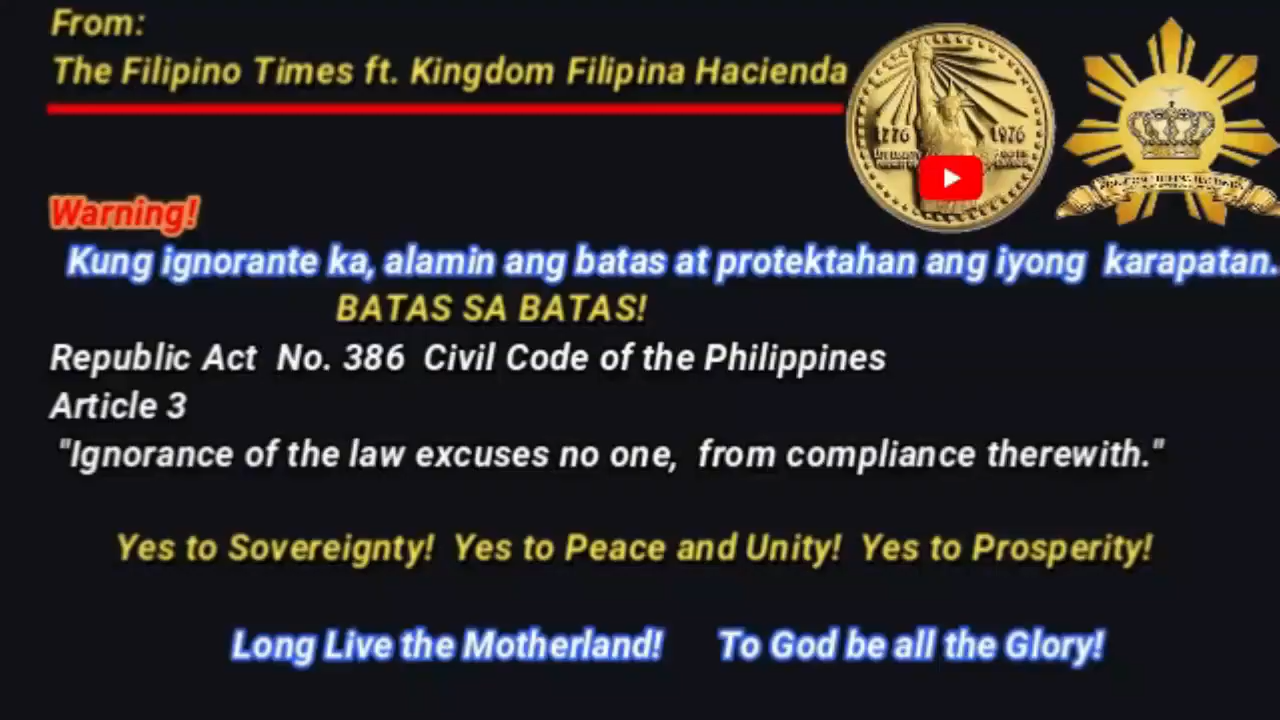 From:
The Filipino Times ft. Kingdom Filipina Hacienda
1776 1976
Warning!
Kung ignorante ka, alamin ang batas at protektahan ang iyong karapatan.
BATAS SA BATAS!
Republic Act No. 386 Civil Code of the Philippines
Article 3
"Ignorance of the law excuses no one, from compliance therewith."
Yes to Sovereignty! Yes to Peace and Unity! Yes to Prosperity!
Long Live the Motherland! To God be all the Glory!